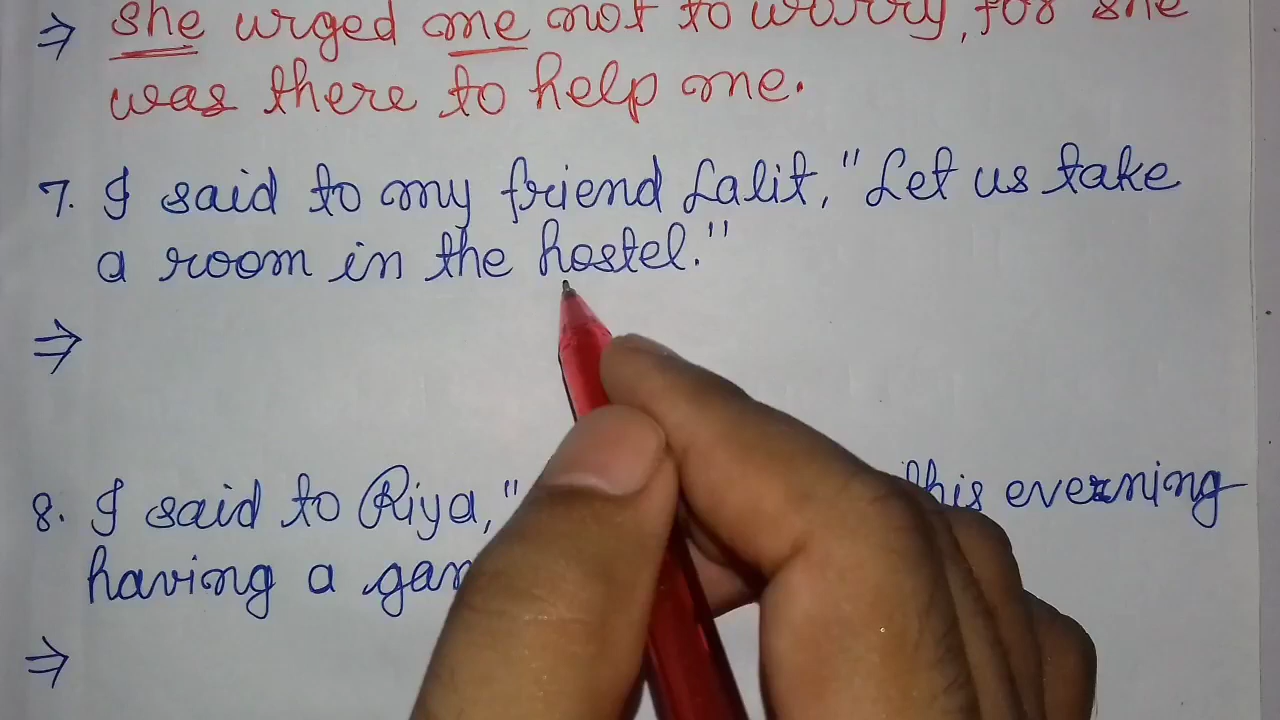 ⇒ she urged me not to worry, for she
was there to help me.
7. I said to my friend Lalit, "Let us take
a room in the hostel."
⇒
8. I said to Riya, " this evening
having a
⇒